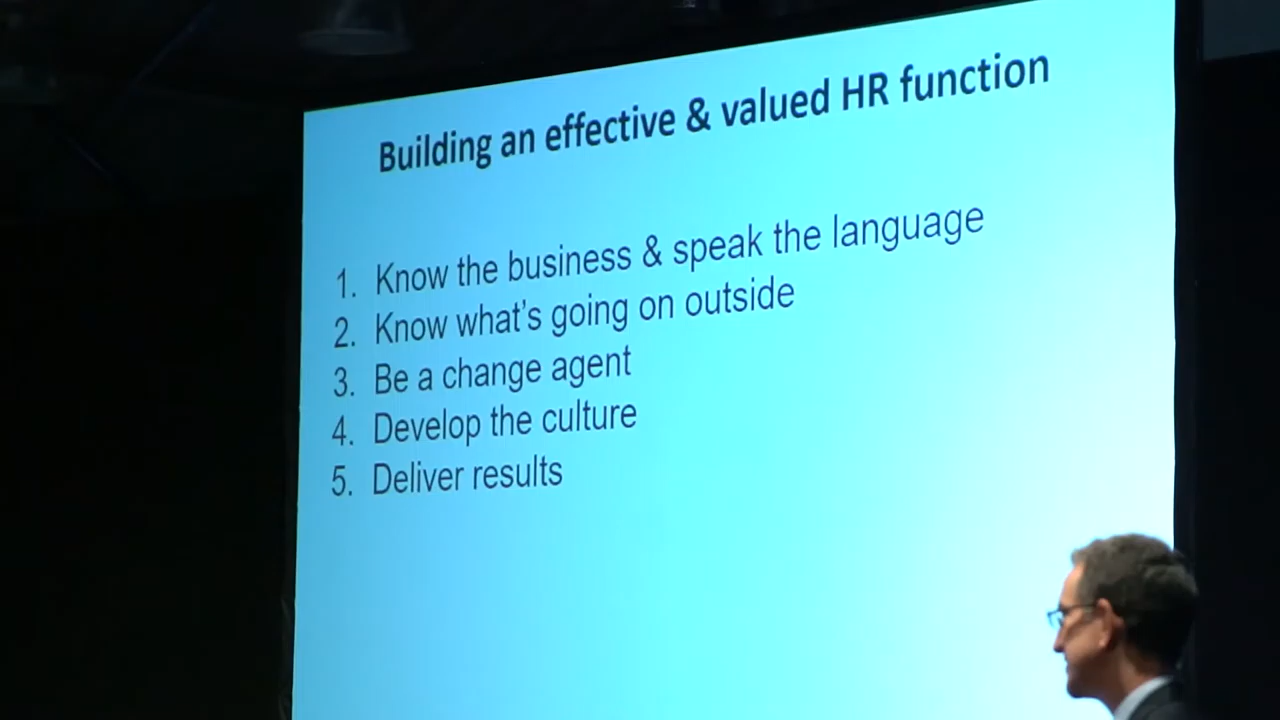 Building an effective & valued HR function
1. Know the business & speak the language
2. Know what's going on outside
3. Be a change agent
4. Develop the culture
5. Deliver results